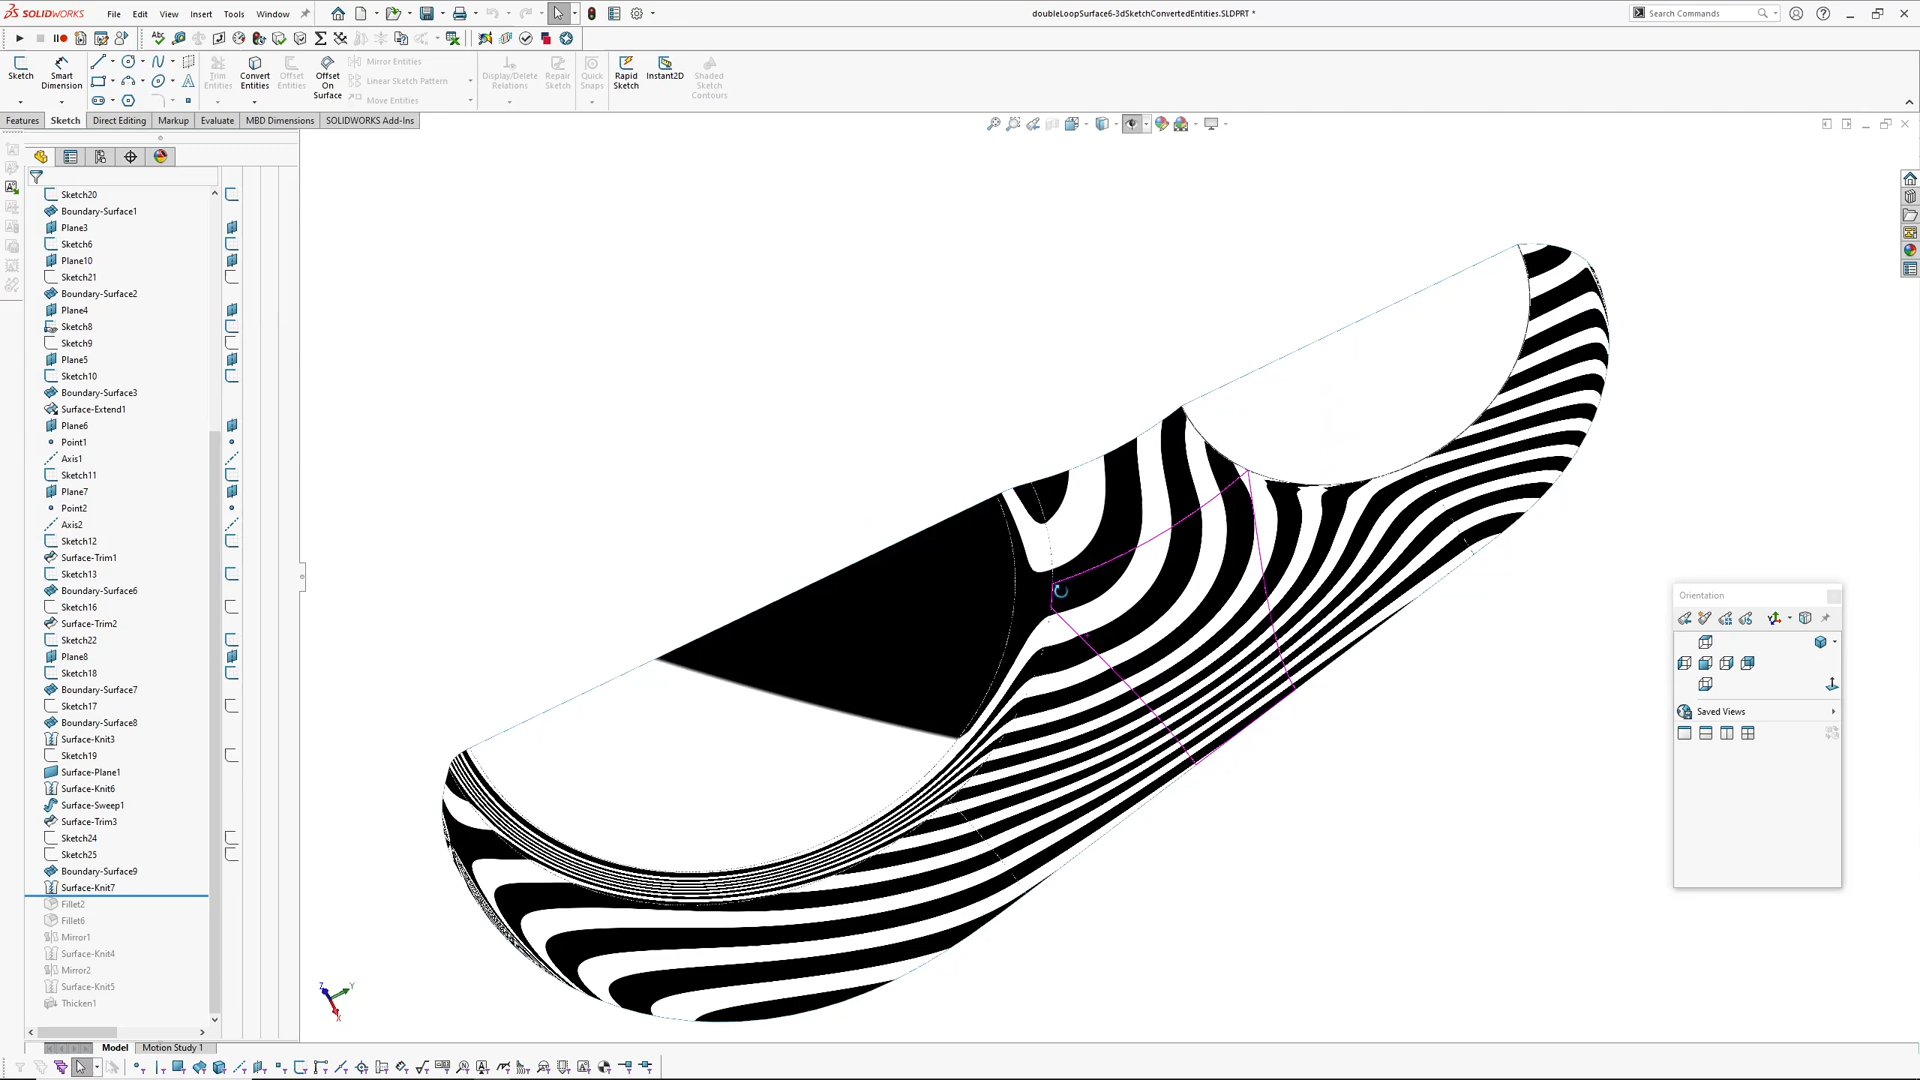 SOLIDWORKS File Edit View Insert Tools Window
doubleLoopSurface6-3dSketchConvertedEntities.SLDPRT *
Search Commands
Sketch
Smart Dimension
Trim Entities
Convert Entities
Offset Entities
Offset On Surface
Mirror Entities
Linear Sketch Pattern
Move Entities
Display/Delete Relations
Repair Sketch
Quick Snaps
Rapid Sketch
Instant2D
Shaded Sketch Contours
Features Sketch Direct Editing Markup Evaluate MBD Dimensions SOLIDWORKS Add-Ins
Sketch20
Boundary-Surface1
Plane3
Sketch6
Plane10
Sketch21
Boundary-Surface2
Plane4
Sketch8
Sketch9
Plane5
Sketch10
Boundary-Surface3
Surface-Extend1
Plane6
Point1
Axis1
Sketch11
Plane7
Point2
Axis2
Sketch12
Surface-Trim1
Sketch13
Boundary-Surface6
Sketch16
Surface-Trim2
Sketch22
Plane8
Sketch18
Boundary-Surface7
Sketch17
Boundary-Surface8
Surface-Knit3
Sketch19
Surface-Plane1
Surface-Knit6
Surface-Sweep1
Surface-Trim3
Sketch24
Sketch25
Boundary-Surface9
Surface-Knit7
Fillet2
Fillet6
Mirror1
Surface-Knit4
Mirror2
Surface-Knit5
Thicken1
Orientation
Saved Views
Z Y
X
Model Motion Study 1